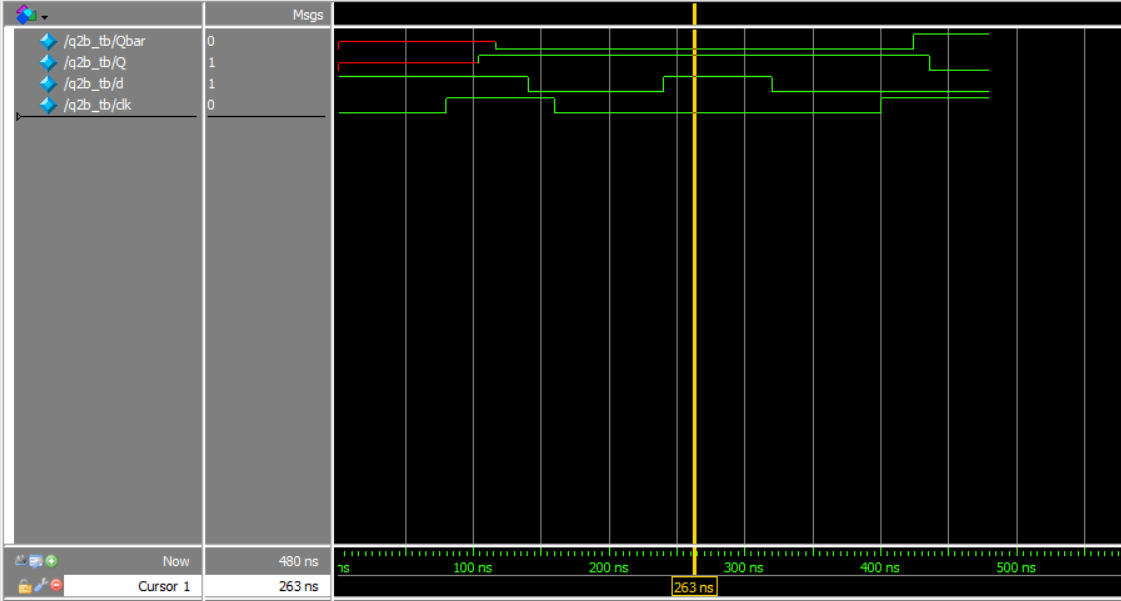 Msgs
/q2b_tb/Qbar 0
/q2b_tb/Q 1
/q2b_tb/d 1
/q2b_tb/clk 0
Now 480 ns
ns 100 ns 200 ns 300 ns 400 ns 500 ns
Cursor 1 263 ns
263 ns